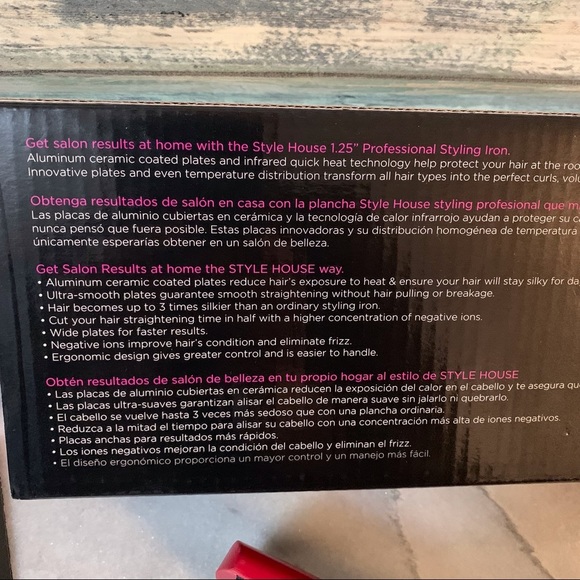 Get salon results at home with the Style House 1.25" Professional Styling Iron.
Aluminum ceramic coated plates and infrared quick heat technology help protect your hair at the
Innovative plates and even temperature distribution transform all hair types into the perfect curls,
Obtenga resultados de salón en casa con la plancha Style House styling profesional que
Las placas de aluminio cubiertas en cerámica y la tecnología de calor infrarrojo ayudan a proteger su
nunca pensó que fuera posible. Estas placas innovadoras y su distribución homogénea de temperatura
únicamente esperarías obtener en un salón de belleza.
Get Salon Results at home the STYLE HOUSE way.
• Aluminum ceramic coated plates reduce hair's exposure to heat & ensure your hair will stay silky for
• Ultra-smooth plates guarantee smooth straightening without hair pulling or breakage.
• Hair becomes up to 3 times silkier than an ordinary styling iron.
• Cut your hair straightening time in half with a higher concentration of negative ions.
• Wide plates for faster results.
• Negative ions improve hair's condition and eliminate frizz.
• Ergonomic design gives greater control and is easier to handle.
Obtén resultados de salón de belleza en tu propio hogar al estilo de STYLE HOUSE
• Las placas de aluminio cubiertas en cerámica reducen la exposición del calor en el cabello y te asegura
• Las placas ultra-suaves garantizan alisar el cabello de manera suave sin jalarlo ni quebrarlo.
• El cabello se vuelve hasta 3 veces más sedoso que con una plancha ordinaria.
• Reduzca a la mitad el tiempo para alisar su cabello con una concentración más alta de iones negativos.
• Placas anchas para resultados más rápidos.
• Los iones negativos mejoran la condición del cabello y eliminan el frizz.
• El diseño ergonómico proporciona un mayor control y un manejo más fácil.